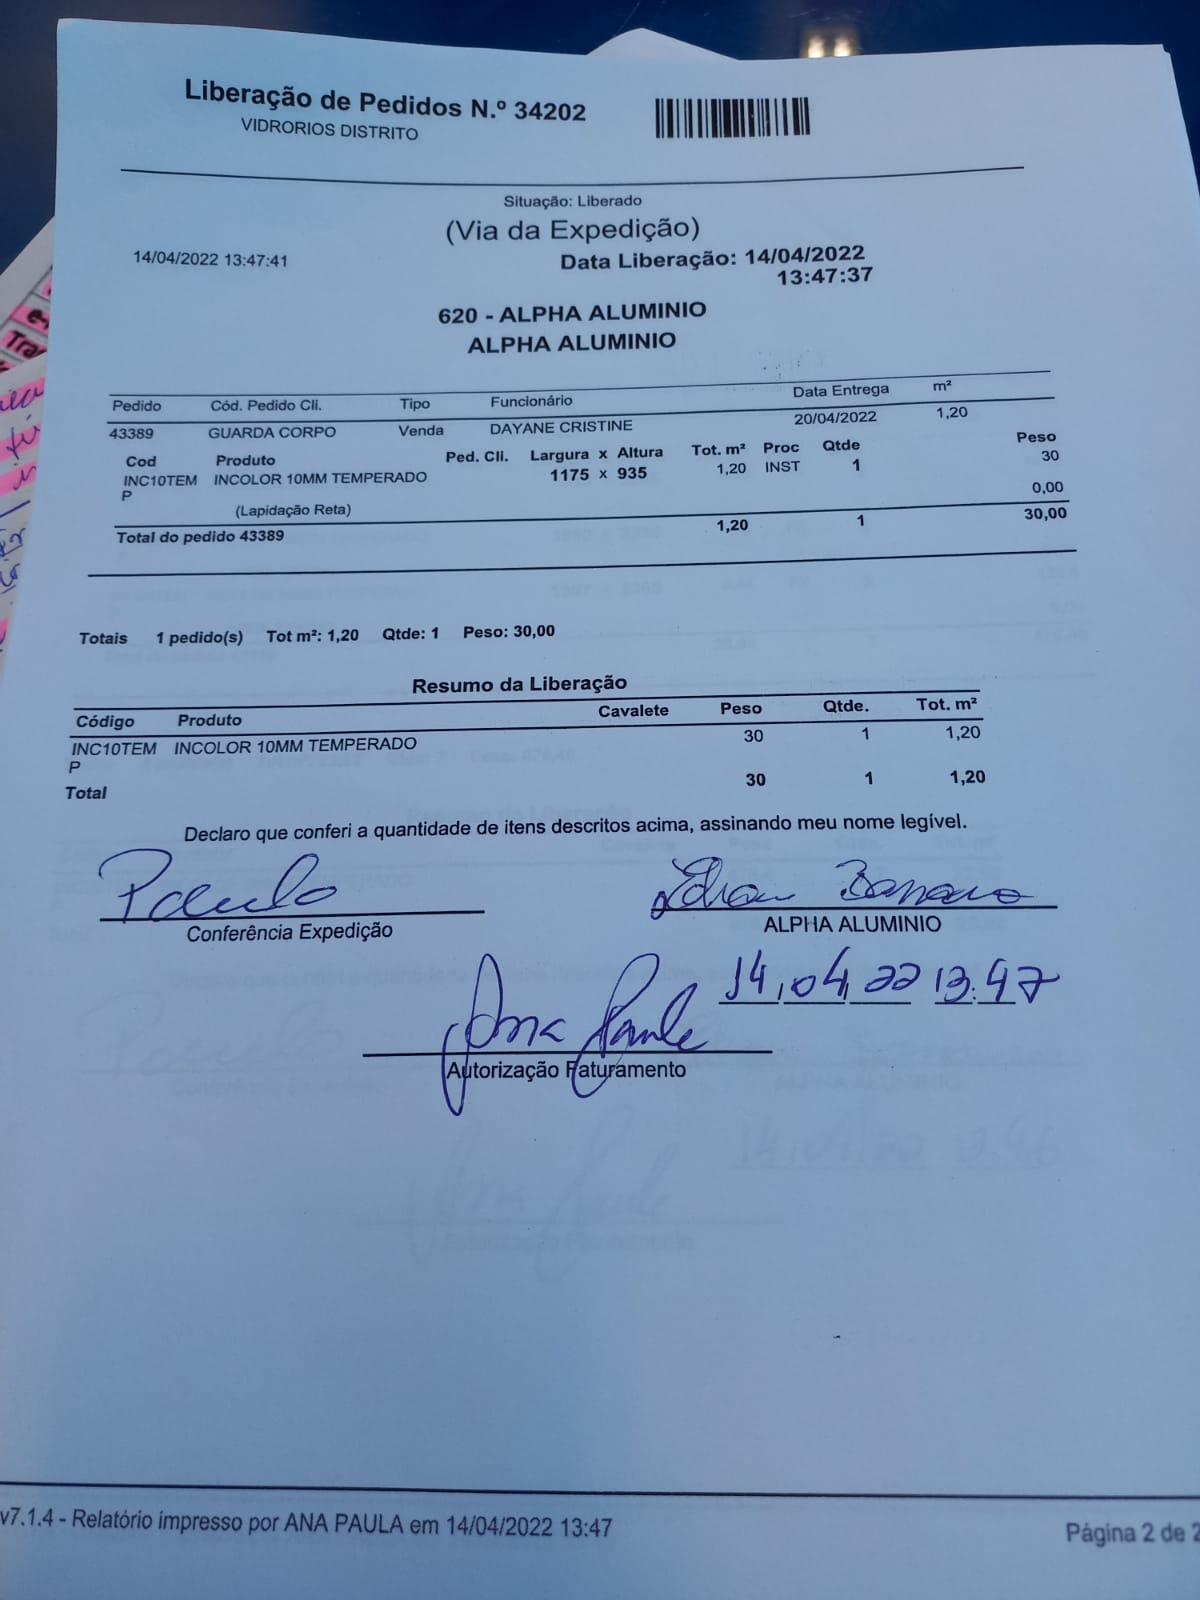 Liberação de Pedidos N.º 34202
VIDRORIOS DISTRITO
Situação: Liberado
(Via da Expedição)
14/04/2022 13:47:41
Data Liberação: 14/04/2022
13:47:37
620 - ALPHA ALUMINIO
ALPHA ALUMINIO
Pedido Cód. Pedido Cli. Tipo Funcionário Data Entrega m²
43389 GUARDA CORPO Venda DAYANE CRISTINE 20/04/2022 1,20
Cod Produto Ped. Cli. Largura x Altura Tot. m² Proc Qtde Peso
INC10TEM INCOLOR 10MM TEMPERADO 1175 x 935 1,20 INST 1 30
P
(Lapidação Reta) 0,00
Total do pedido 43389 1,20 1 30,00
Totais 1 pedido(s) Tot m²: 1,20 Qtde: 1 Peso: 30,00
Resumo da Liberação
Código Produto Cavalete Peso Qtde. Tot. m²
INC10TEM INCOLOR 10MM TEMPERADO 30 1 1,20
P
Total 30 1 1,20
Declaro que conferi a quantidade de itens descritos acima, assinando meu nome legível.
Paulo
Conferência Expedição
ALPHA ALUMINIO
14,04,22 13:47
Ana Paula
Autorização Faturamento
v7.1.4 - Relatório impresso por ANA PAULA em 14/04/2022 13:47
Página 2 de 2